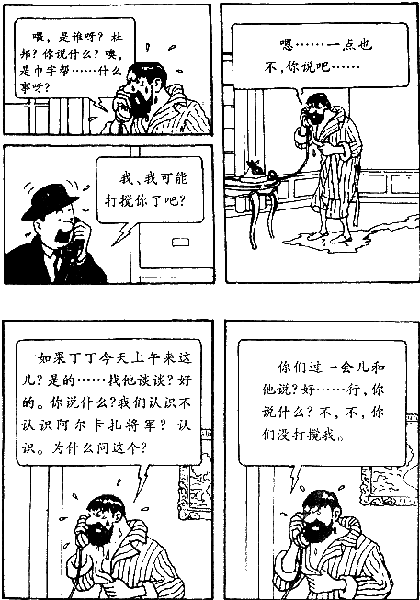 喂,是谁呀?杜
邦?你说什么?噢,
是帮……什么
事呀?
我、我可能
打搅你了吧?
嗯……一点也
不,你说吧……
如果丁丁今天上午来这
儿?是的……找他谈谈?好
的。你说什么?我们认识不
认识阿尔卡扎将军?认
识。为什么问这个?
你们过一会儿和
他说?好……行,你
说什么?不,不,你
们没打搅我。